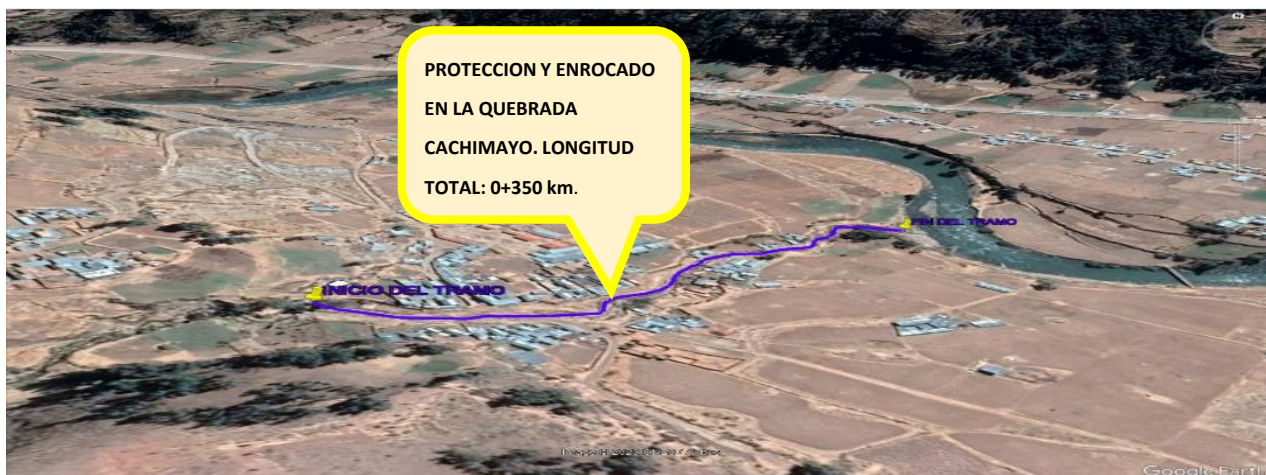 PROTECCION Y ENROCADO
EN LA QUEBRADA
CACHIMAYO. LONGITUD
TOTAL: 0+350 km.
FIN DEL TRAMO
INICIO DEL TRAMO
Google Earth